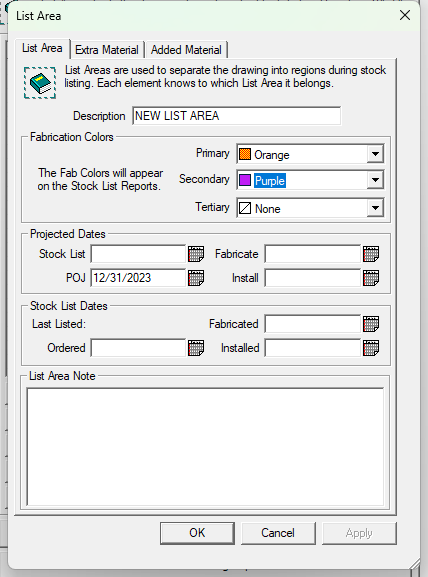 List Area
List Area Extra Material Added Material
List Areas are used to separate the drawing into regions during stock
listing. Each element knows to which List Area it belongs.
Description NEW LIST AREA
Fabrication Colors
The Fab Colors will appear
on the Stock List Reports.
Primary Orange
Secondary Purple
Tertiary None
Projected Dates
Stock List Fabricate
POJ 12/31/2023 Install
Stock List Dates
Last Listed: Fabricated
Ordered Installed
List Area Note
OK Cancel Apply